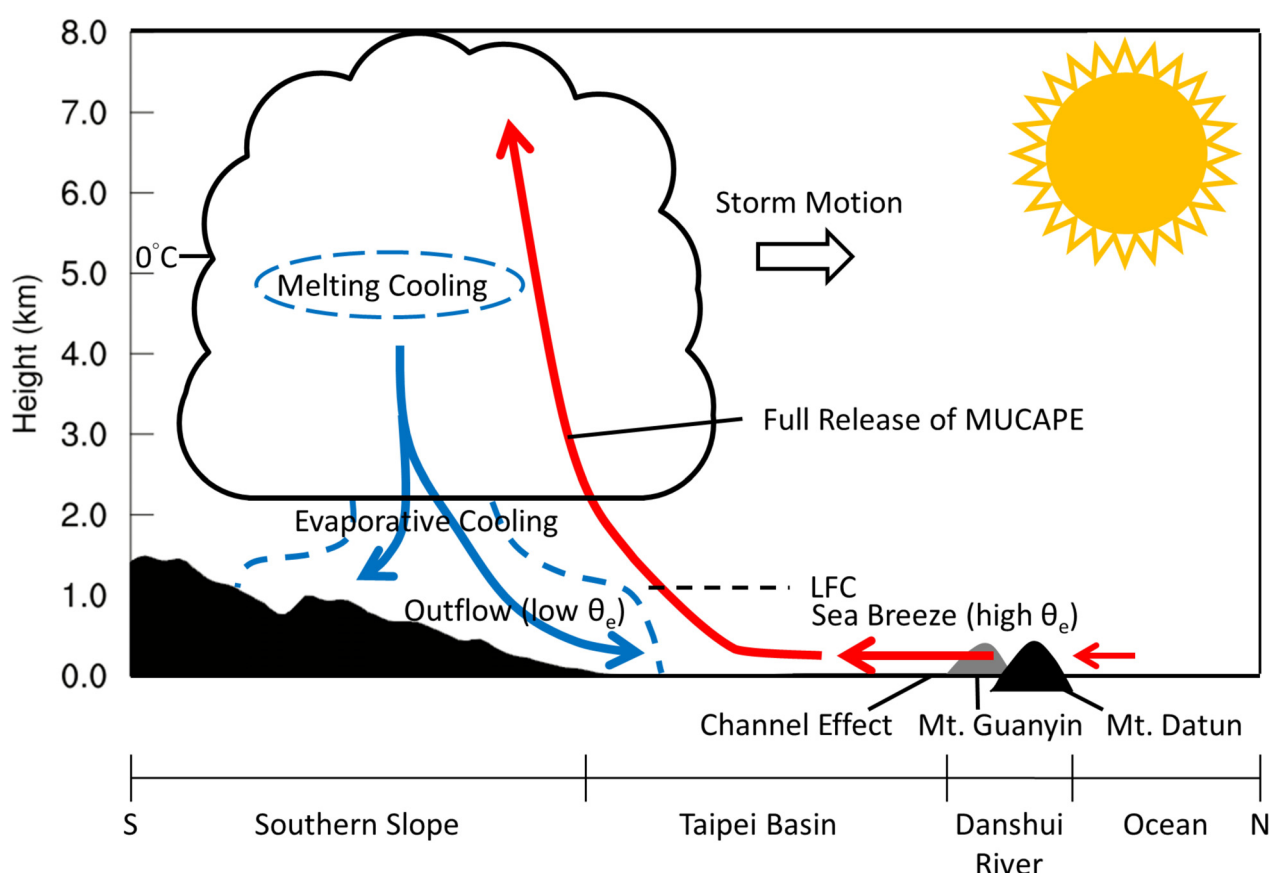 8.0
7.0
6.0
5.0
4.0
3.0
2.0
1.0
0.0
Height (km)
0°C
Melting Cooling
Storm Motion
Full Release of MUCAPE
Evaporative Cooling
LFC
Outflow (low θe)
Sea Breeze (high θe)
Channel Effect
Mt. Guanyin
Mt. Datun
S
Southern Slope
Taipei Basin
Danshui
River
Ocean
N